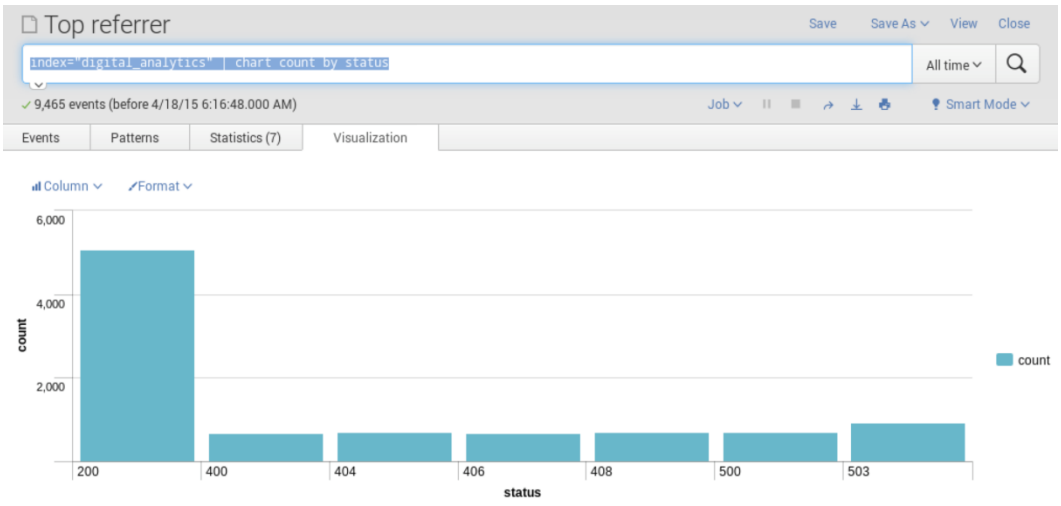 Top referrer
Save Save As View Close
index="digital_analytics" | chart count by status
All time
9,465 events (before 4/18/15 6:16:48.000 AM)
Job Smart Mode
Events Patterns Statistics (7) Visualization
Column Format
6,000
4,000
2,000
count
count
200 400 404 406 408 500 503
status